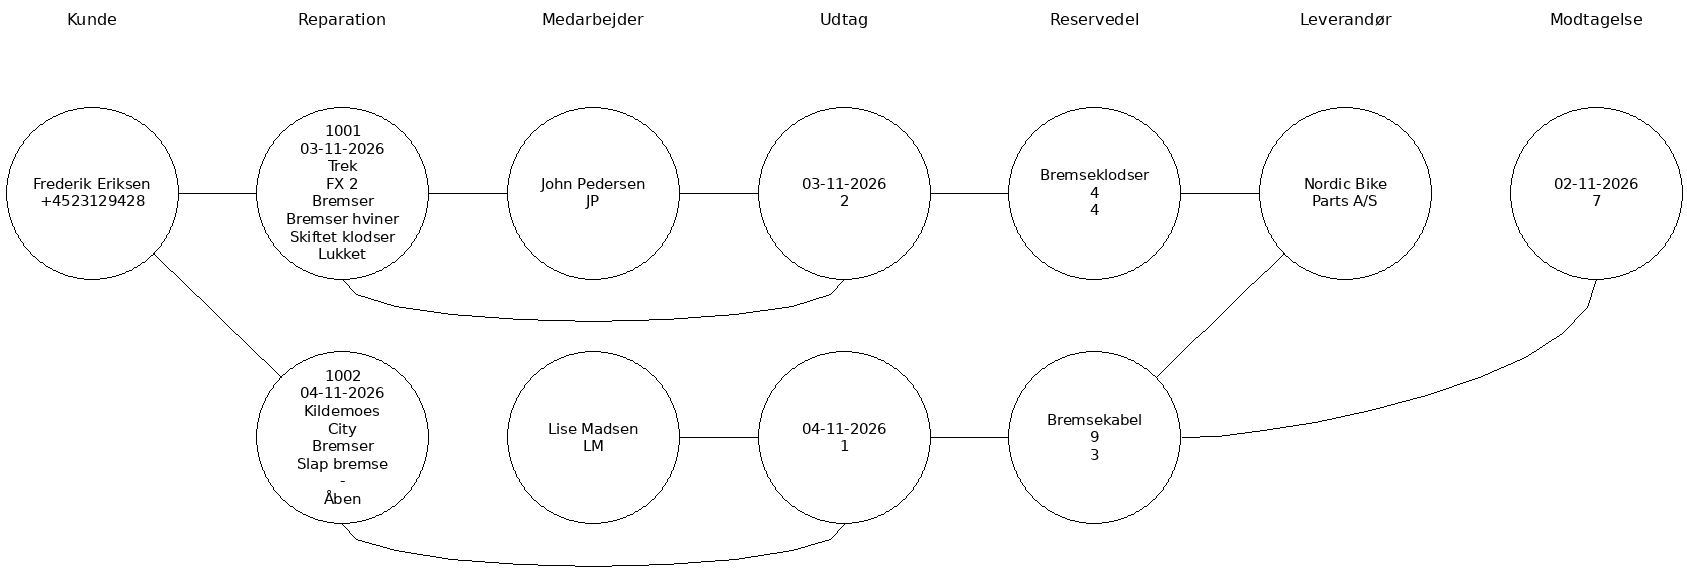 Kunde
Reparation
Medarbejder
Udtag
Reservedel
Leverandør
Modtagelse
Frederik Eriksen
+4523129428
1001
03-11-2026
Trek
FX 2
Bremser
Bremser hviner
Skiftet klodser
Lukket
John Pedersen
JP
03-11-2026
2
Bremseklodser
4
4
Nordic Bike
Parts A/S
02-11-2026
7
1002
04-11-2026
Kildemoes
City
Bremser
Slap bremse
-
Åben
Lise Madsen
LM
04-11-2026
1
Bremsekabel
9
3